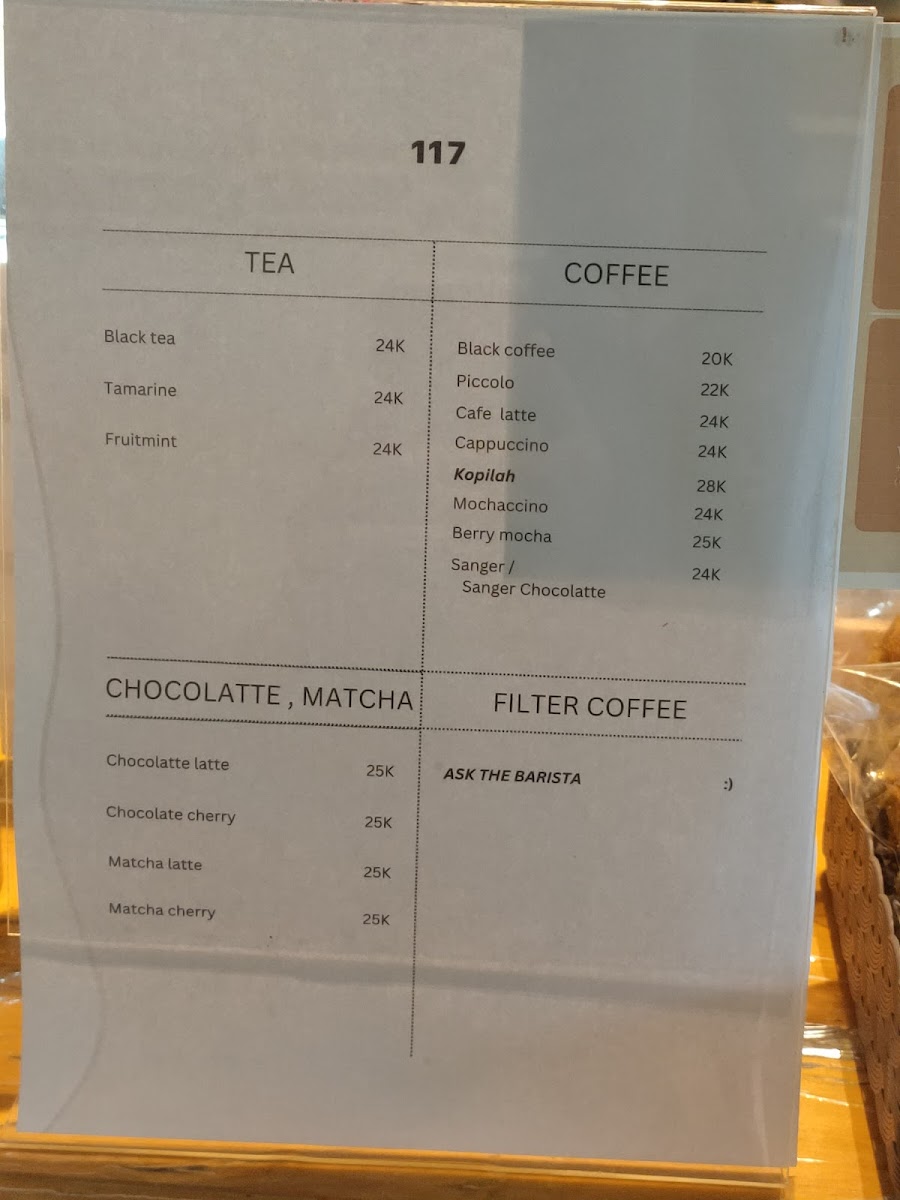 117
TEA
Black tea 24K
Tamarine 24K
Fruitmint 24K
COFFEE
Black coffee 20K
Piccolo 22K
Cafe latte 24K
Cappuccino 24K
Kopilah 28K
Mochaccino 24K
Berry mocha 25K
Sanger / 24K
Sanger Chocolatte
CHOCOLATTE , MATCHA
Chocolatte latte 25K
Chocolate cherry 25K
Matcha latte 25K
Matcha cherry 25K
FILTER COFFEE
ASK THE BARISTA :)